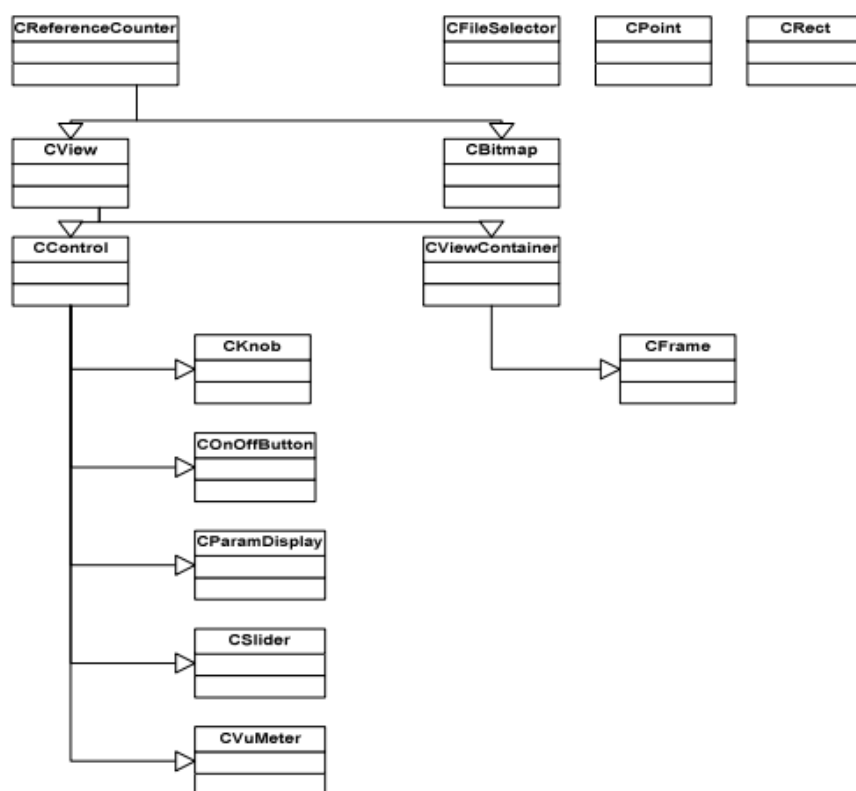 CReferenceCounter
CFileSelector
CPoint
CRect
CView
CBitmap
CControl
CViewContainer
CKnob
CFrame
COnOffButton
CParamDisplay
CSlider
CVuMeter